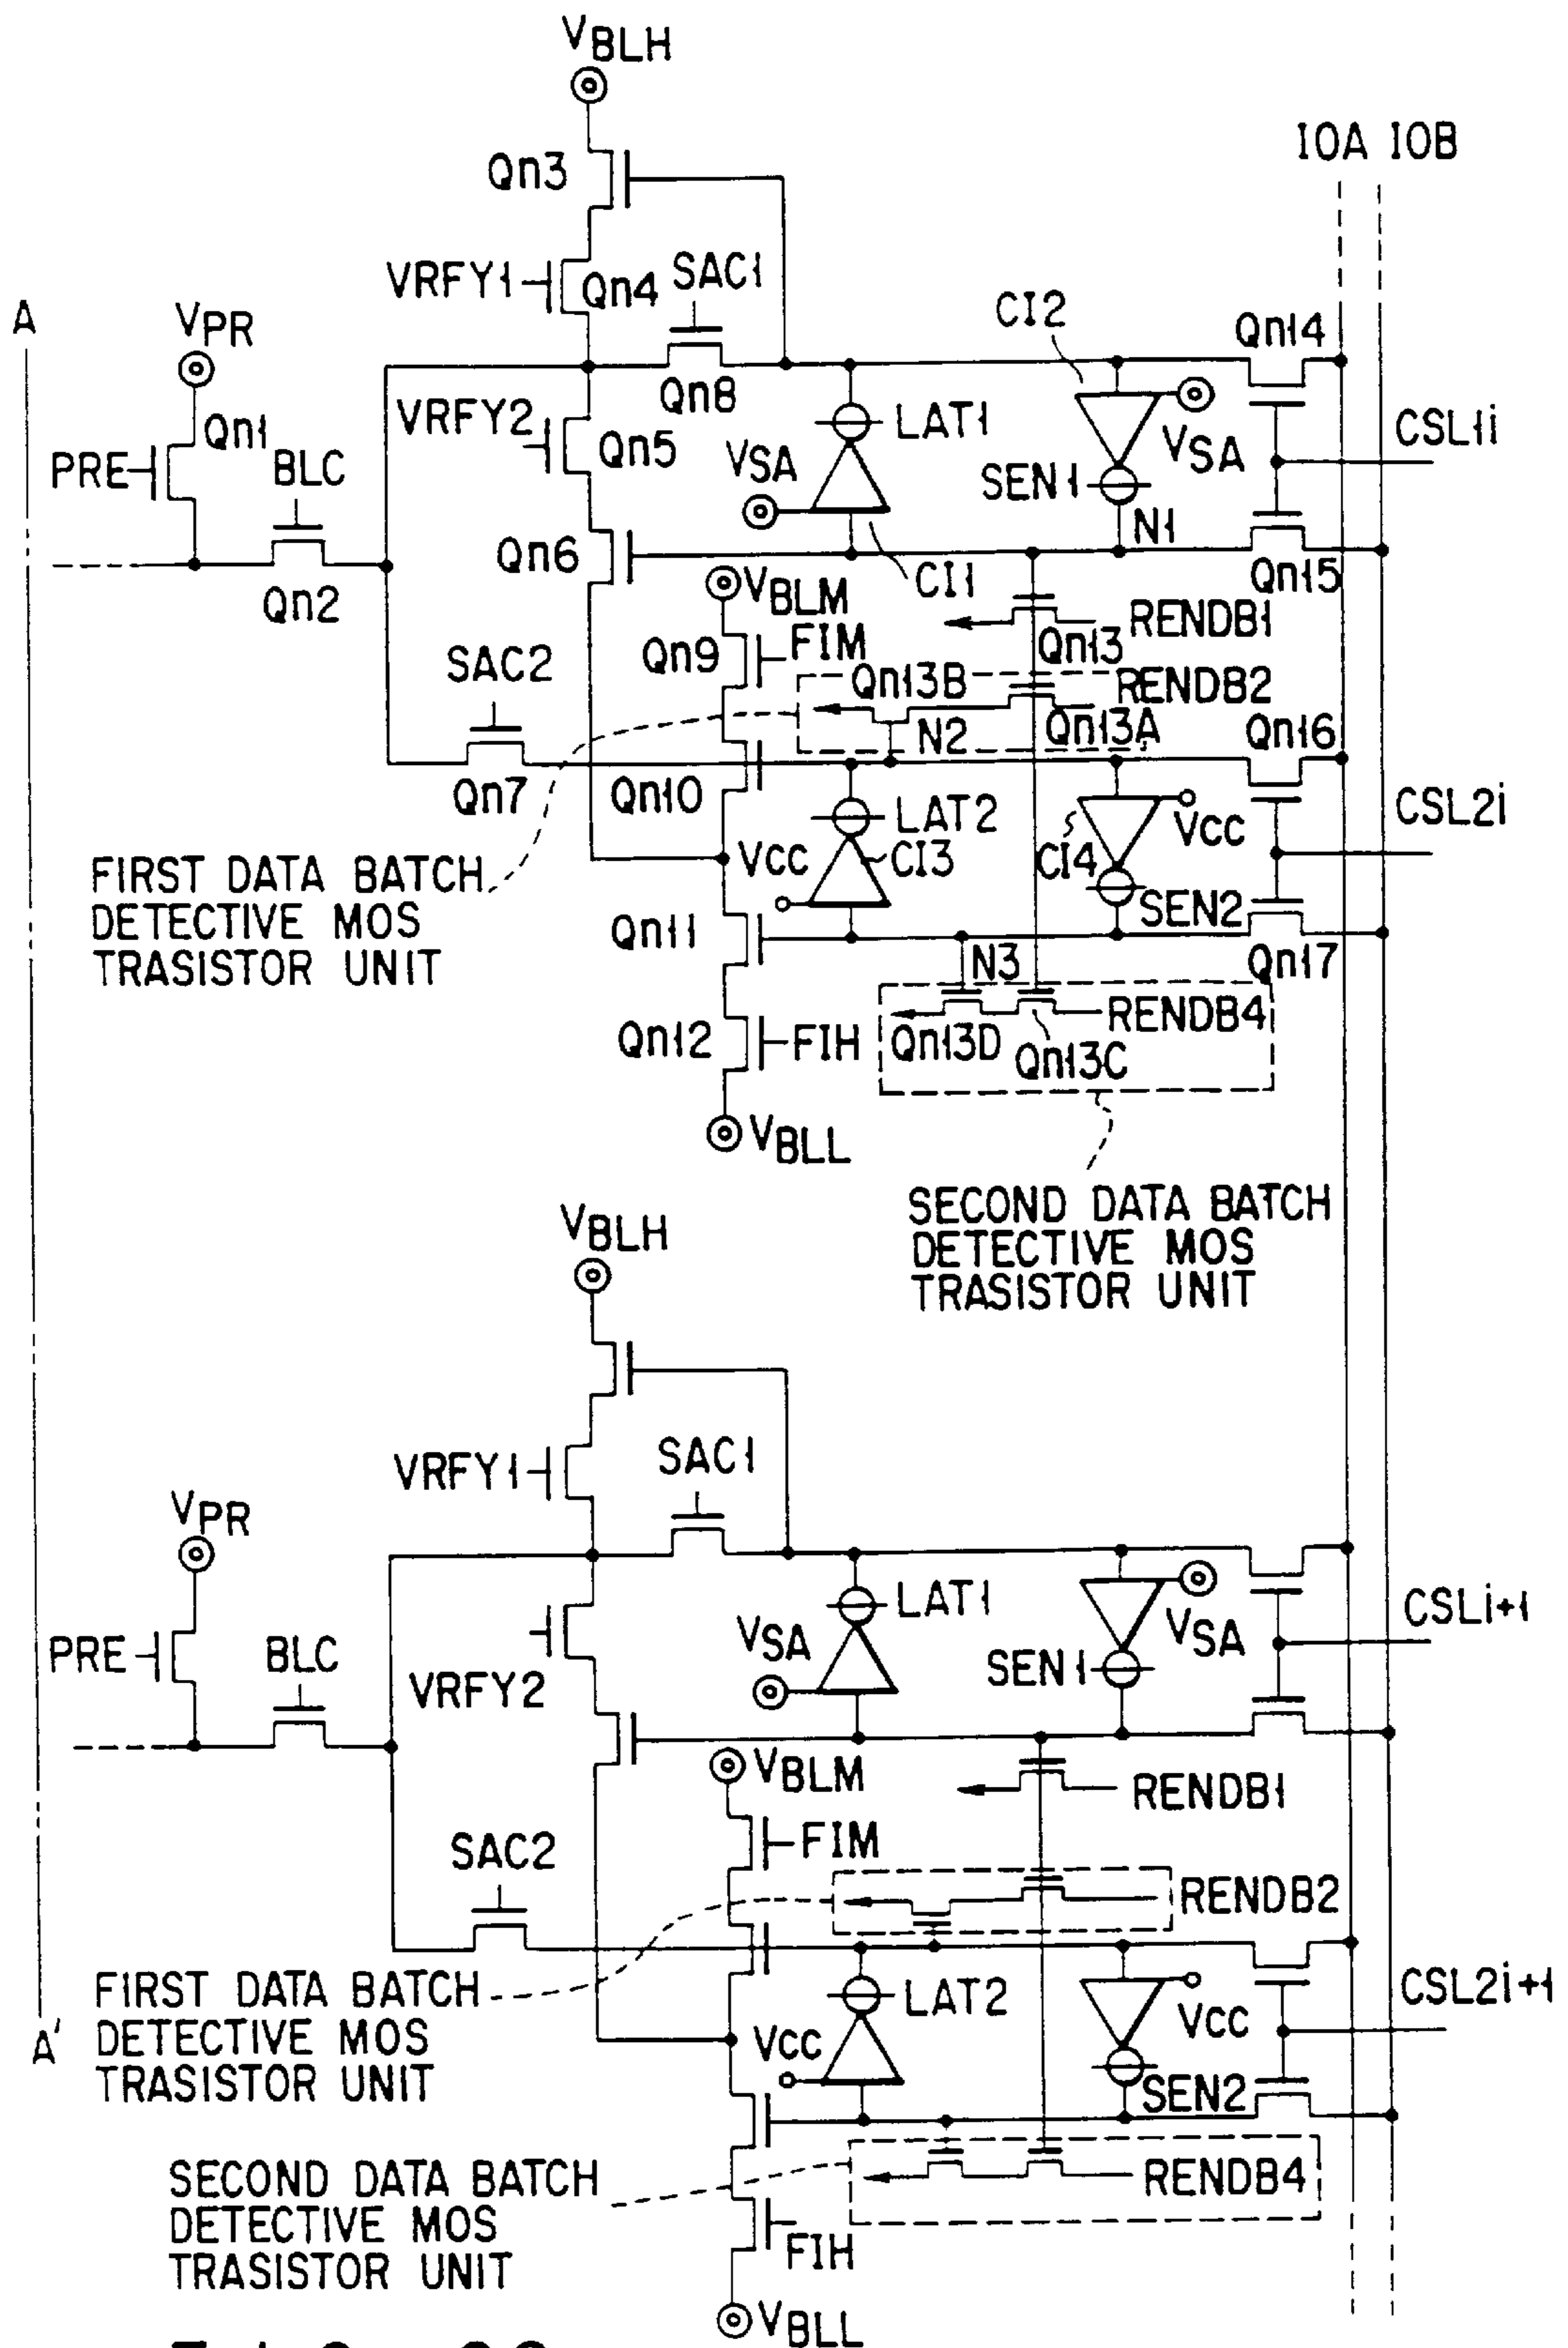 VBLH
IOA IOB
Qn3
VRFY1
Qn4
SAC1
A
VPR
CI2
Qn14
Qn8
Qn1
PRE
BLC
VRFY2
Qn5
LAT1
VSA
VSA
CSL1i
SEN1
N1
Qn2
Qn6
CI1
Qn15
VBLM
RENDB1
Qn9
FIM
Qn13
SAC2
Qn13B
RENDB2
Qn13A
N2
Qn16
Qn7
Qn10
LAT2
VCC
CSL2i
VCC
CI3
CI4
FIRST DATA BATCH
DETECTIVE MOS
TRASISTOR UNIT
SEN2
Qn11
N3
Qn17
RENDB4
Qn12
FIH
Qn13D
Qn13C
VBLL
SECOND DATA BATCH
DETECTIVE MOS
TRASISTOR UNIT
VBLH
VRFY1
SAC1
VPR
LAT1
CSLi+1
VSA
VSA
PRE
BLC
SEN1
VRFY2
VBLM
RENDB1
FIM
SAC2
RENDB2
FIRST DATA BATCH
DETECTIVE MOS
TRASISTOR UNIT
LAT2
CSL2i+1
VCC
VCC
A'
SEN2
SECOND DATA BATCH
DETECTIVE MOS
TRASISTOR UNIT
RENDB4
FIH
VBLL